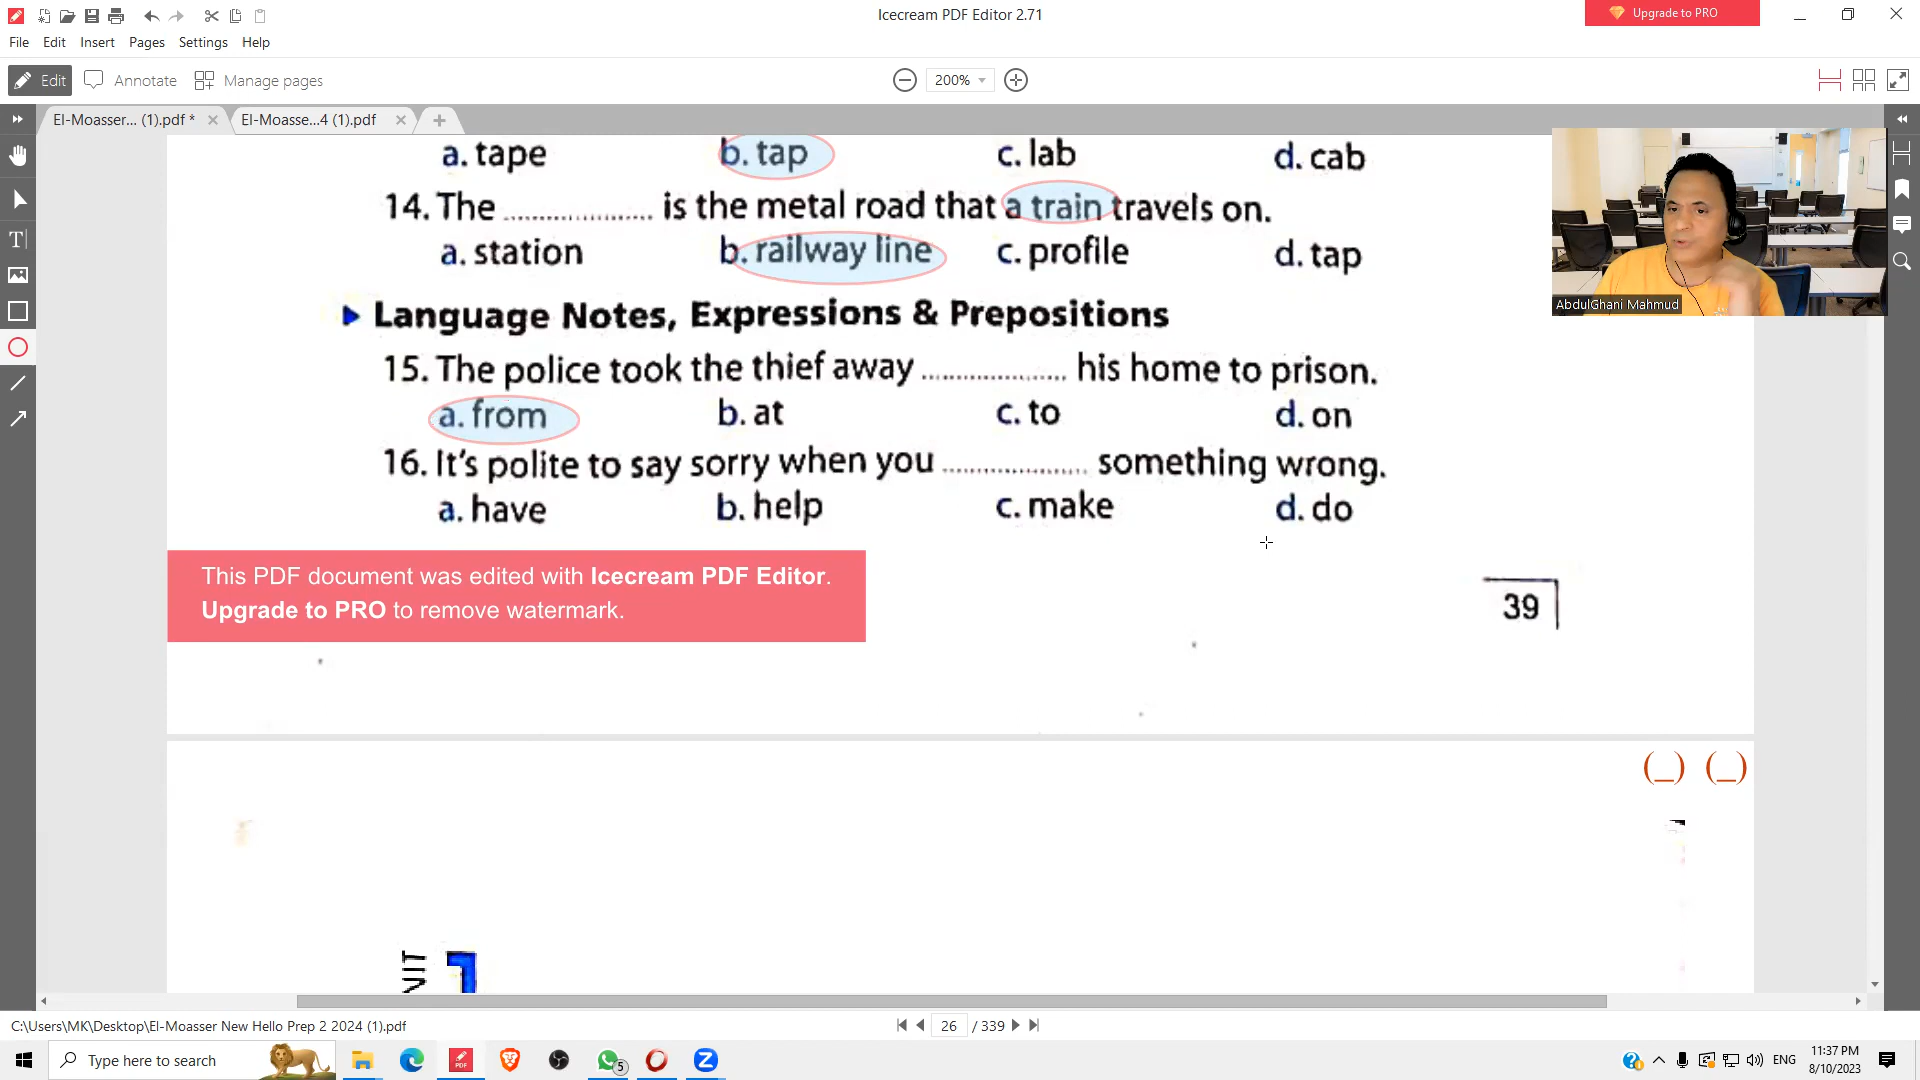 Icecream PDF Editor 2.71
Upgrade to PRO
File Edit Insert Pages Settings Help
Edit Annotate Manage pages
200%
El-Moasser... (1).pdf *
El-Moasse...4 (1).pdf
a. tape b. tap c. lab d. cab
14. The .................... is the metal road that a train travels on.
a. station b. railway line c. profile d. tap
Language Notes, Expressions & Prepositions
15. The police took the thief away .................... his home to prison.
a. from b. at c. to d. on
16. It's polite to say sorry when you .................... something wrong.
a. have b. help c. make d. do
AbdulGhani Mahmud
This PDF document was edited with Icecream PDF Editor.
Upgrade to PRO to remove watermark.
39
(_) (_)
C:\Users\MK\Desktop\El-Moasser New Hello Prep 2 2024 (1).pdf
26 / 339
Type here to search
PDF
5
ENG
11:37 PM
8/10/2023